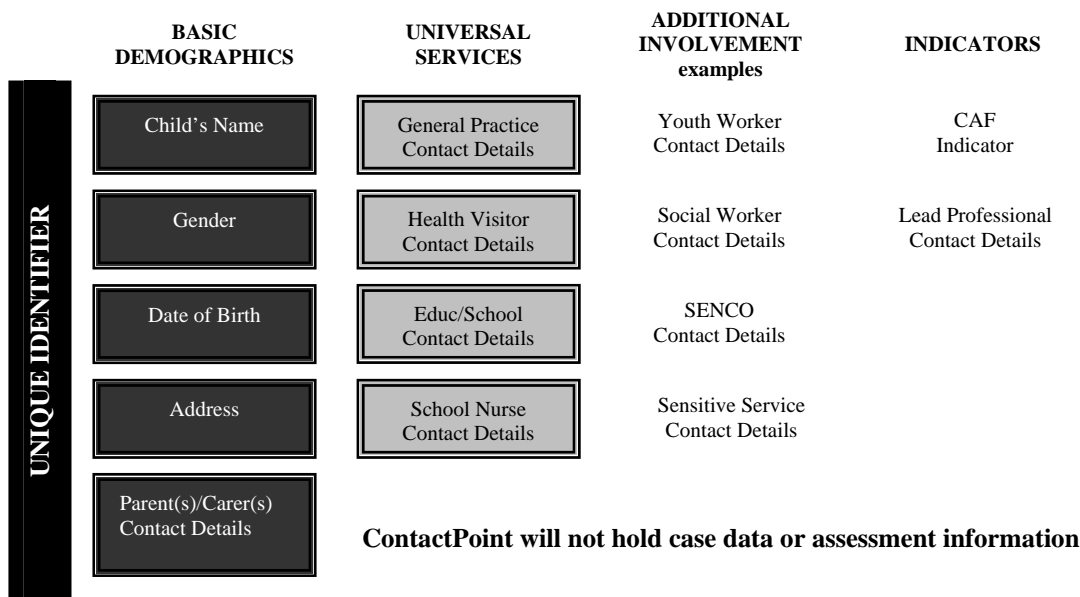 BASIC
DEMOGRAPHICS
UNIVERSAL
SERVICES
ADDITIONAL
INVOLVEMENT
examples
INDICATORS
UNIQUE IDENTIFIER
Child’s Name
General Practice
Contact Details
Youth Worker
Contact Details
CAF
Indicator
Gender
Health Visitor
Contact Details
Social Worker
Contact Details
Lead Professional
Contact Details
Date of Birth
Educ/School
Contact Details
SENCO
Contact Details
Address
School Nurse
Contact Details
Sensitive Service
Contact Details
Parent(s)/Carer(s)
Contact Details
ContactPoint will not hold case data or assessment information